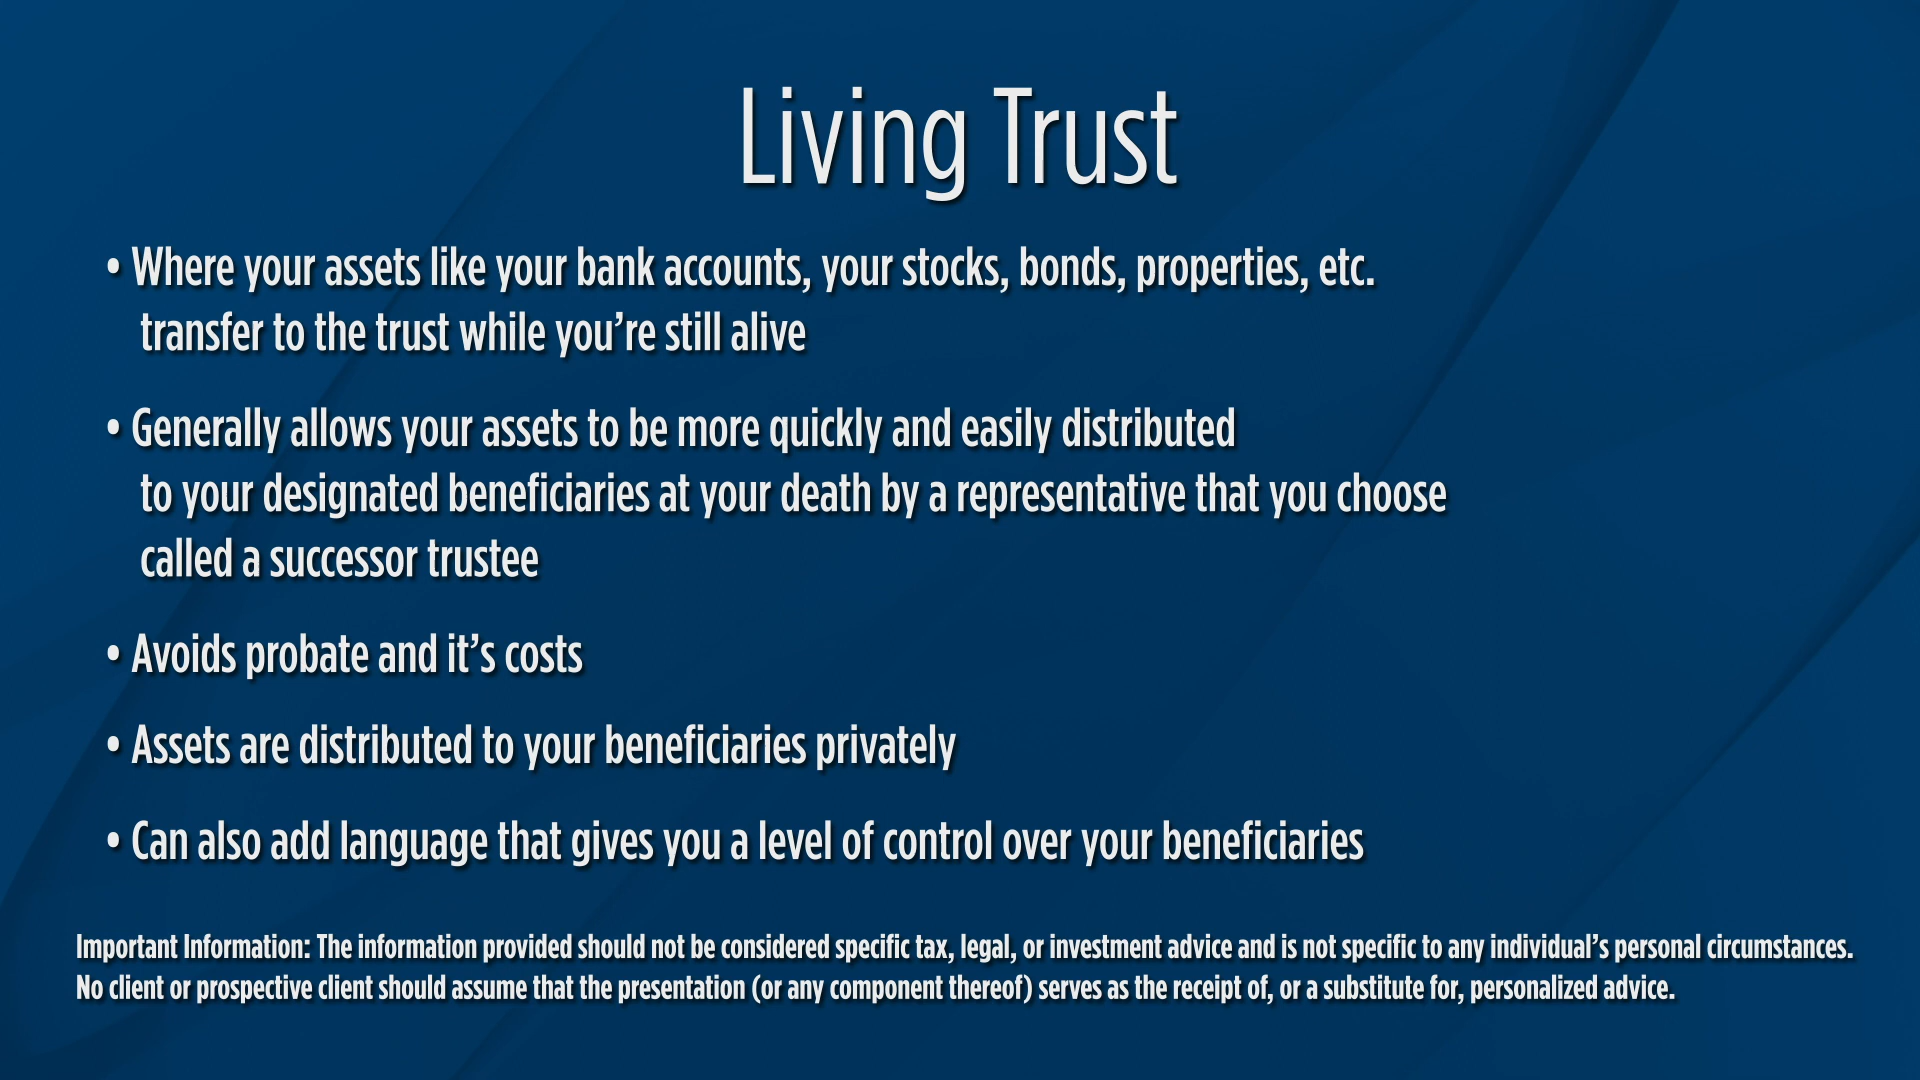 Living Trust
• Where your assets like your bank accounts, your stocks, bonds, properties, etc.
transfer to the trust while you’re still alive
• Generally allows your assets to be more quickly and easily distributed
to your designated beneficiaries at your death by a representative that you choose
called a successor trustee
• Avoids probate and it’s costs
• Assets are distributed to your beneficiaries privately
• Can also add language that gives you a level of control over your beneficiaries
Important Information: The information provided should not be considered specific tax, legal, or investment advice and is not specific to any individual’s personal circumstances.
No client or prospective client should assume that the presentation (or any component thereof) serves as the receipt of, or a substitute for, personalized advice.